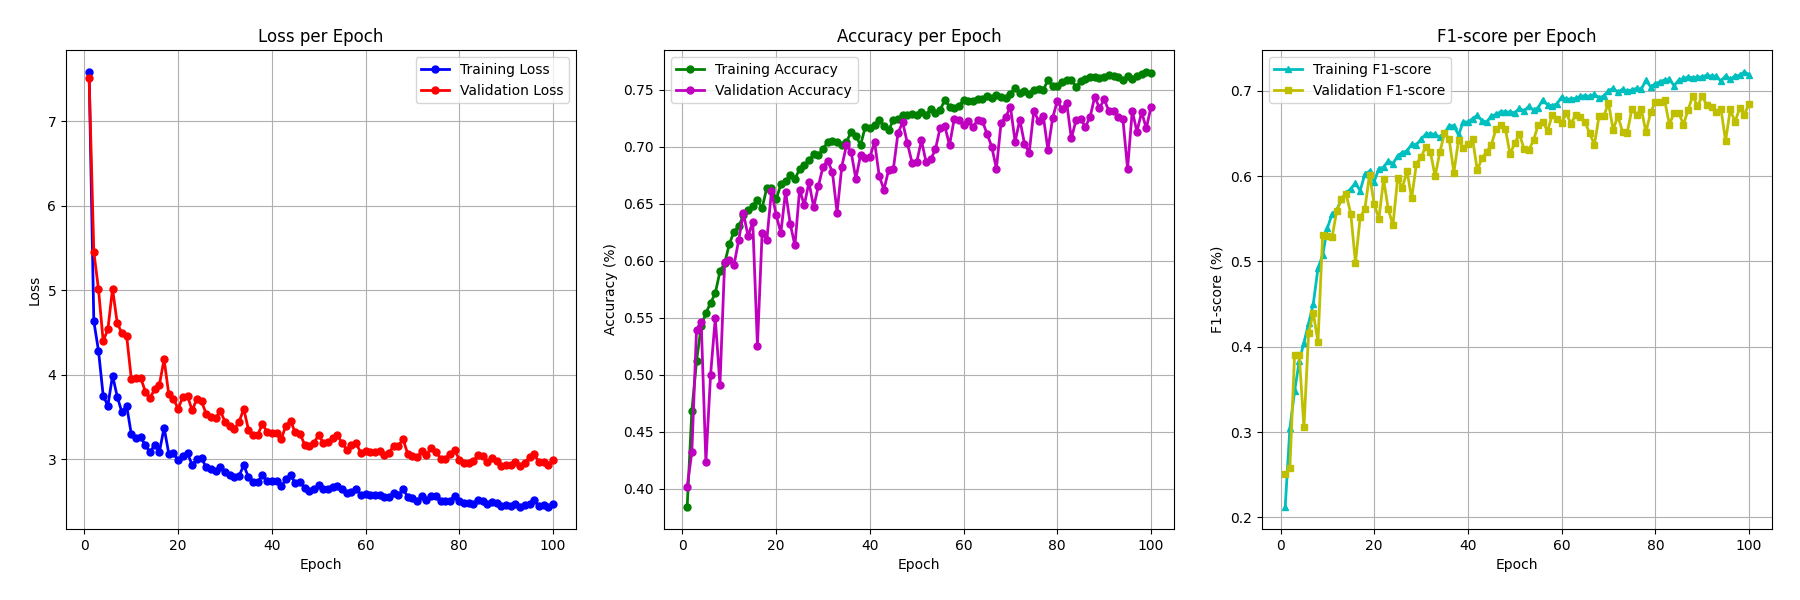 Loss per Epoch
Training Loss
Validation Loss
7
6
5
4
3
Loss
0
20
40
60
80
100
Epoch
Accuracy per Epoch
Training Accuracy
Validation Accuracy
0.75
0.70
0.65
0.60
0.55
0.50
0.45
0.40
Accuracy (%)
0
20
40
60
80
100
Epoch
F1-score per Epoch
Training F1-score
Validation F1-score
0.7
0.6
0.5
0.4
0.3
0.2
F1-score (%)
0
20
40
60
80
100
Epoch